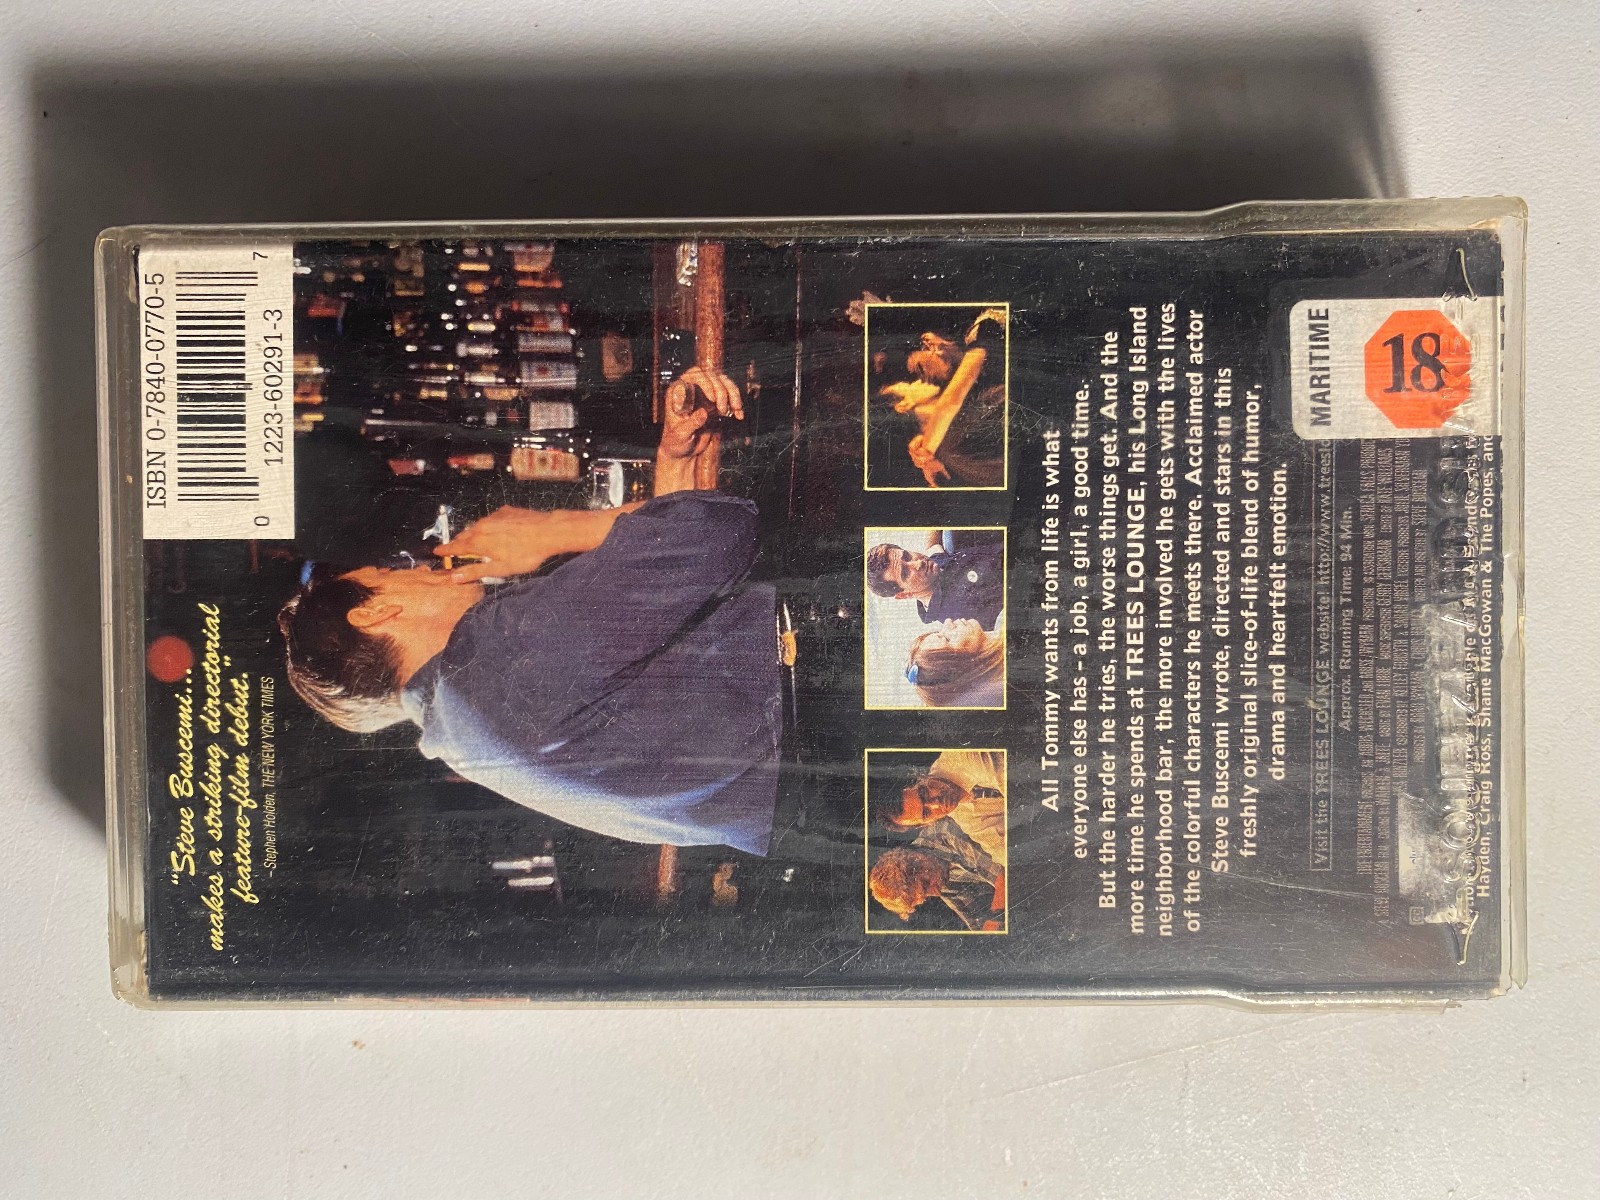 ISBN 0-7840-0770-5
0 1223-60291-3 7
"Steve Buscemi...
makes a striking directorial
feature-film debut."
–Stephen Holden, THE NEW YORK TIMES
All Tommy wants from life is what
everyone else has – a job, a girl, a good time.
But the harder he tries, the worse things get. And the
more time he spends at TREES LOUNGE, his Long Island
neighborhood bar, the more involved he gets with the lives
of the colorful characters he meets there. Acclaimed actor
Steve Buscemi wrote, directed and stars in this
freshly original slice-of-life blend of humor,
drama and heartfelt emotion.
MARITIME
18
Visit the TREES LOUNGE website! http://www.treeslo
Approx. Running Time: 94 Min.
Hayden, Craig Ross, Shane MacGowan & The Popes, and